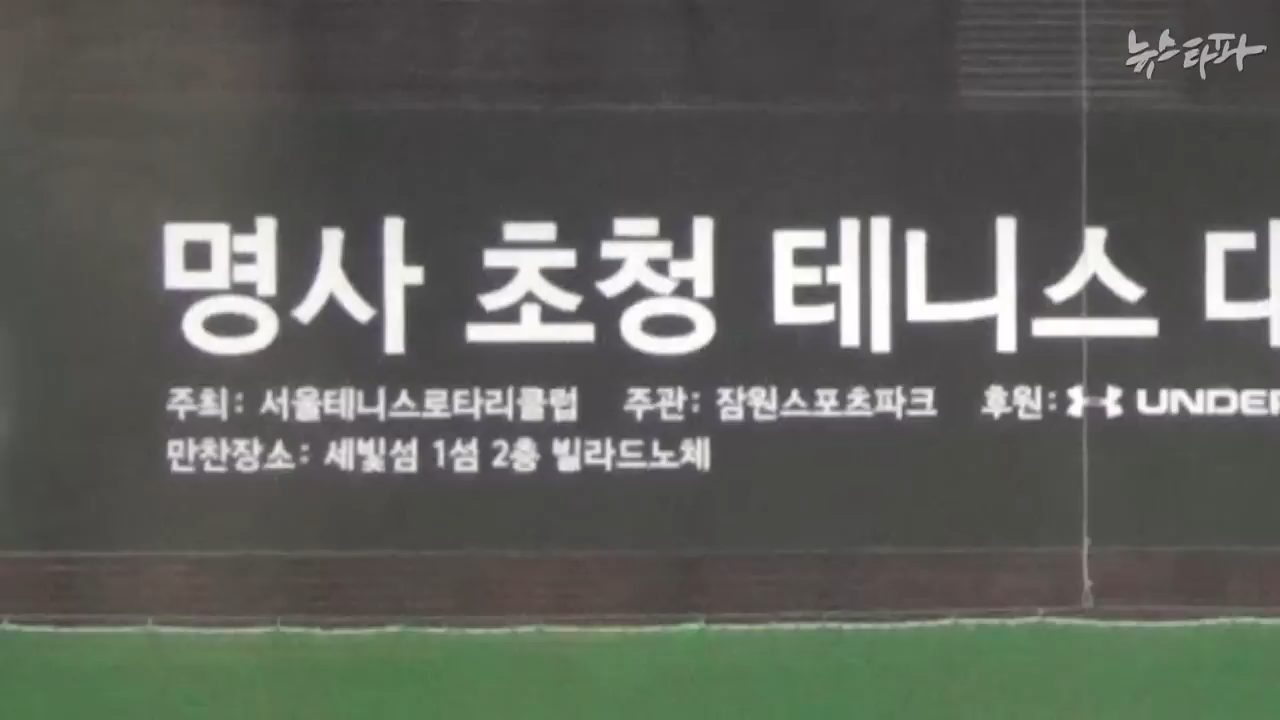 뉴스타파
명사 초청 테니스
주최: 서울테니스로타리클럽 주관: 잠원스포츠파크 후원: UNDER
만찬장소: 세빛섬 1섬 2층 빌라드노체